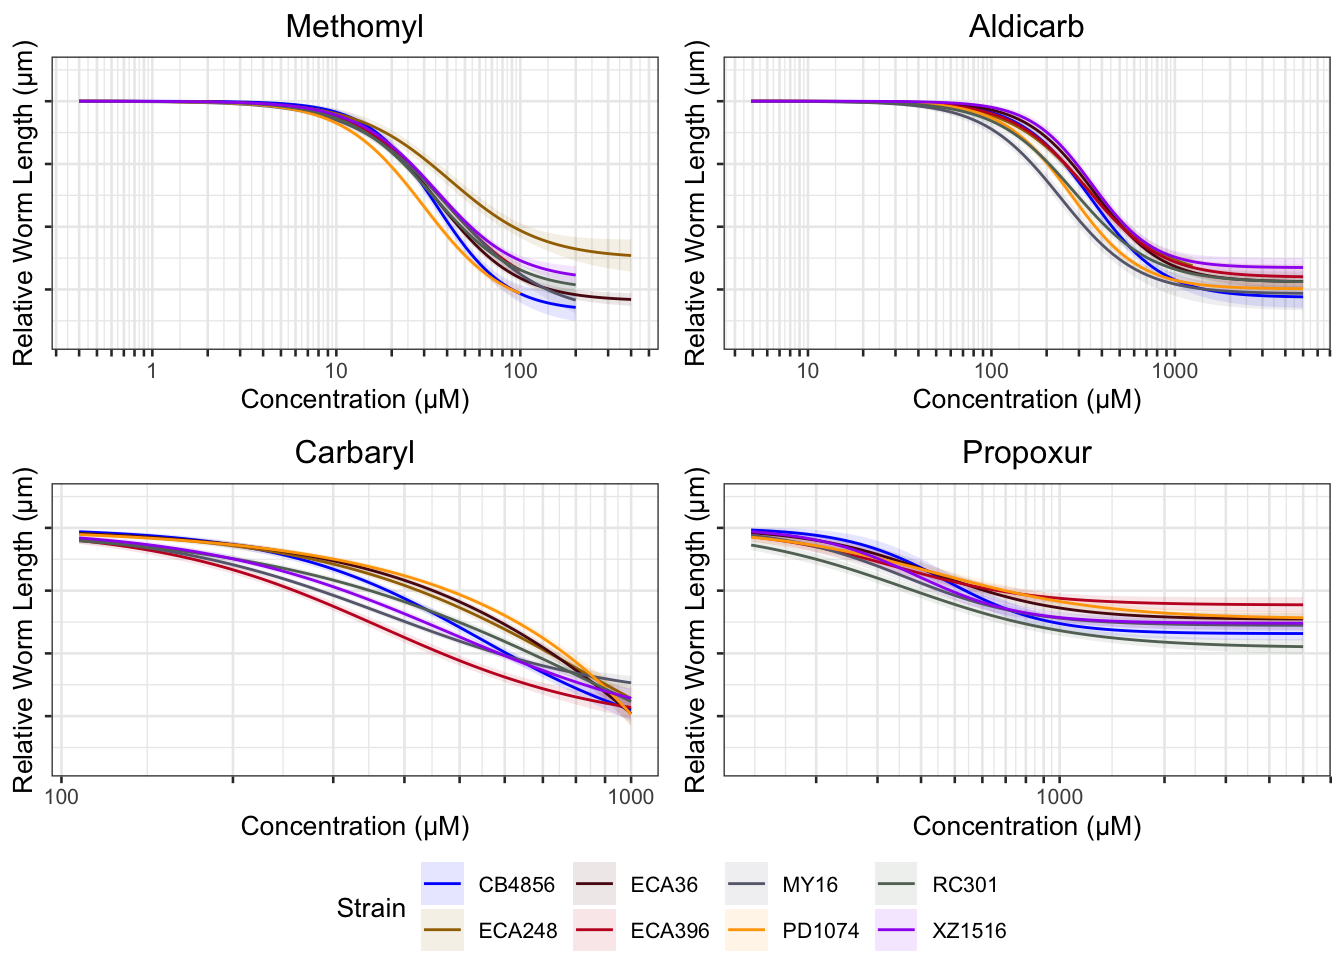 Methomyl
Aldicarb
Relative Worm Length (µm)
Relative Worm Length (µm)
1 10 100
10 100 1000
Concentration (µM)
Concentration (µM)
Carbaryl
Propoxur
Relative Worm Length (µm)
Relative Worm Length (µm)
100 1000
1000
Concentration (µM)
Concentration (µM)
Strain
CB4856 ECA36 MY16 RC301
ECA248 ECA396 PD1074 XZ1516